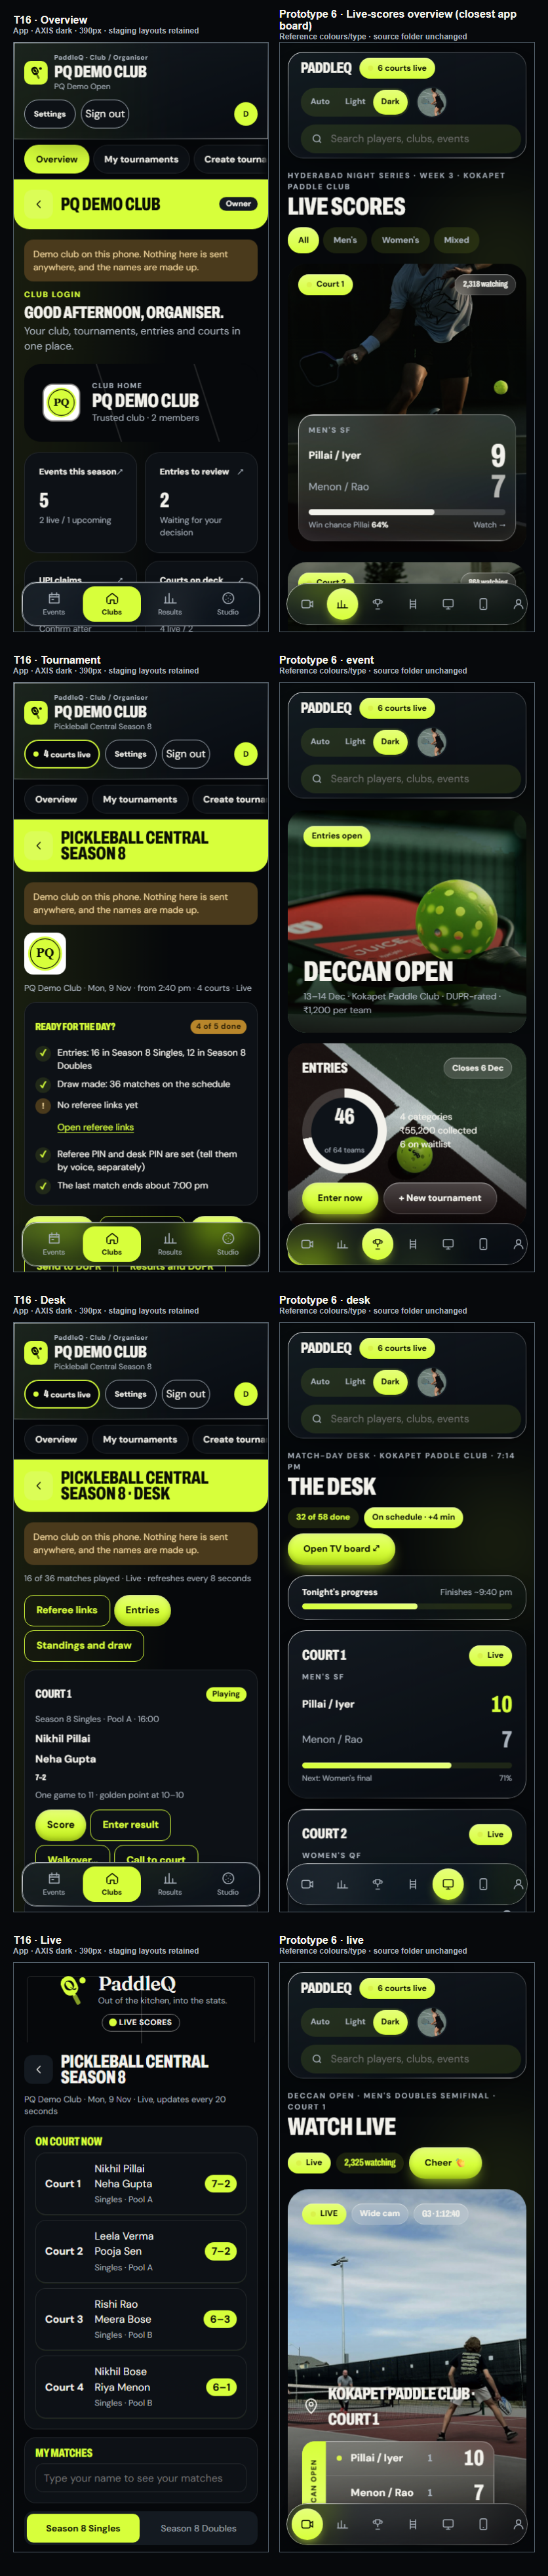 T16 · Overview
App · AXIS dark · 390px · staging layouts retained
PaddleQ · Club / Organiser
PQ DEMO CLUB
PQ Demo Open
Settings
Sign out
D
Overview
My tournaments
Create tourna
PQ DEMO CLUB
Owner
Demo club on this phone. Nothing here is sent
anywhere, and the names are made up.
CLUB LOGIN
GOOD AFTERNOON, ORGANISER.
Your club, tournaments, entries and courts in
one place.
PQ
CLUB HOME
PQ DEMO CLUB
Trusted club · 2 members
Events this season↗
5
2 live / 1 upcoming
Entries to review ↗
2
Waiting for your
decision
UPI claims ↗
Courts on deck ↗
Events
Clubs
Results
Studio
Confirm after
4 live / 2
Prototype 6 · Live-scores overview (closest app
board)
Reference colours/type · source folder unchanged
PADDLEQ
6 courts live
Auto
Light
Dark
Search players, clubs, events
HYDERABAD NIGHT SERIES · WEEK 3 · KOKAPET
PADDLE CLUB
LIVE SCORES
All
Men's
Women's
Mixed
Court 1
2,318 watching
MEN'S SF
Pillai / Iyer 9
Menon / Rao 7
Win chance Pillai 64%
Watch →
Court 2
T16 · Tournament
App · AXIS dark · 390px · staging layouts retained
PaddleQ · Club / Organiser
PQ DEMO CLUB
Pickleball Central Season 8
4 courts live
Settings
Sign out
D
Overview
My tournaments
Create tourna
PICKLEBALL CENTRAL
SEASON 8
Demo club on this phone. Nothing here is sent
anywhere, and the names are made up.
PQ
PQ Demo Club · Mon, 9 Nov · from 2:40 pm · 4 courts · Live
READY FOR THE DAY?
4 of 5 done
Entries: 16 in Season 8 Singles, 12 in Season 8
Doubles
Draw made: 36 matches on the schedule
! No referee links yet
Open referee links
Referee PIN and desk PIN are set (tell them
by voice, separately)
The last match ends about 7:00 pm
Events
Clubs
Results
Studio
Send to DUPR
Results and DUPR
Prototype 6 · event
Reference colours/type · source folder unchanged
PADDLEQ
6 courts live
Auto
Light
Dark
Search players, clubs, events
Entries open
DECCAN OPEN
13–14 Dec · Kokapet Paddle Club · DUPR-rated ·
₹1,200 per team
ENTRIES
Closes 6 Dec
46
of 64 teams
4 categories
₹55,200 collected
6 on waitlist
Enter now
+ New tournament
T16 · Desk
App · AXIS dark · 390px · staging layouts retained
PaddleQ · Club / Organiser
PQ DEMO CLUB
Pickleball Central Season 8
4 courts live
Settings
Sign out
D
Overview
My tournaments
Create tourna
PICKLEBALL CENTRAL
SEASON 8 · DESK
Demo club on this phone. Nothing here is sent
anywhere, and the names are made up.
16 of 36 matches played · Live · refreshes every 8 seconds
Referee links
Entries
Standings and draw
COURT 1
Playing
Season 8 Singles · Pool A · 16:00
Nikhil Pillai
Neha Gupta
7–2
One game to 11 · golden point at 10–10
Score
Enter result
Walkover
Call to court
Events
Clubs
Results
Studio
Prototype 6 · desk
Reference colours/type · source folder unchanged
PADDLEQ
6 courts live
Auto
Light
Dark
Search players, clubs, events
MATCH-DAY DESK · KOKAPET PADDLE CLUB · 7:14
PM
THE DESK
32 of 58 done
On schedule · +4 min
Open TV board ⤢
Tonight's progress
Finishes ~9:40 pm
COURT 1
Live
MEN'S SF
Pillai / Iyer 10
Menon / Rao 7
Next: Women's final
71%
COURT 2
Live
WOMEN'S QF
T16 · Live
App · AXIS dark · 390px · staging layouts retained
PaddleQ
Out of the kitchen, into the stats.
LIVE SCORES
PICKLEBALL CENTRAL
SEASON 8
PQ Demo Club · Mon, 9 Nov · Live, updates every 20
seconds
ON COURT NOW
Court 1
Nikhil Pillai
Neha Gupta
Singles · Pool A
7–2
Court 2
Leela Verma
Pooja Sen
Singles · Pool A
7–2
Court 3
Rishi Rao
Meera Bose
Singles · Pool B
6–3
Court 4
Nikhil Bose
Riya Menon
Singles · Pool B
6–1
MY MATCHES
Type your name to see your matches
Season 8 Singles
Season 8 Doubles
Prototype 6 · live
Reference colours/type · source folder unchanged
PADDLEQ
6 courts live
Auto
Light
Dark
Search players, clubs, events
DECCAN OPEN · MEN'S DOUBLES SEMIFINAL ·
COURT 1
WATCH LIVE
Live
2,325 watching
Cheer
LIVE
Wide cam
03 · 1:12:40
KOKAPET PADDLE CLUB ·
COURT 1
CAN OPEN
Pillai / Iyer 1 10
Menon / Rao 1 7